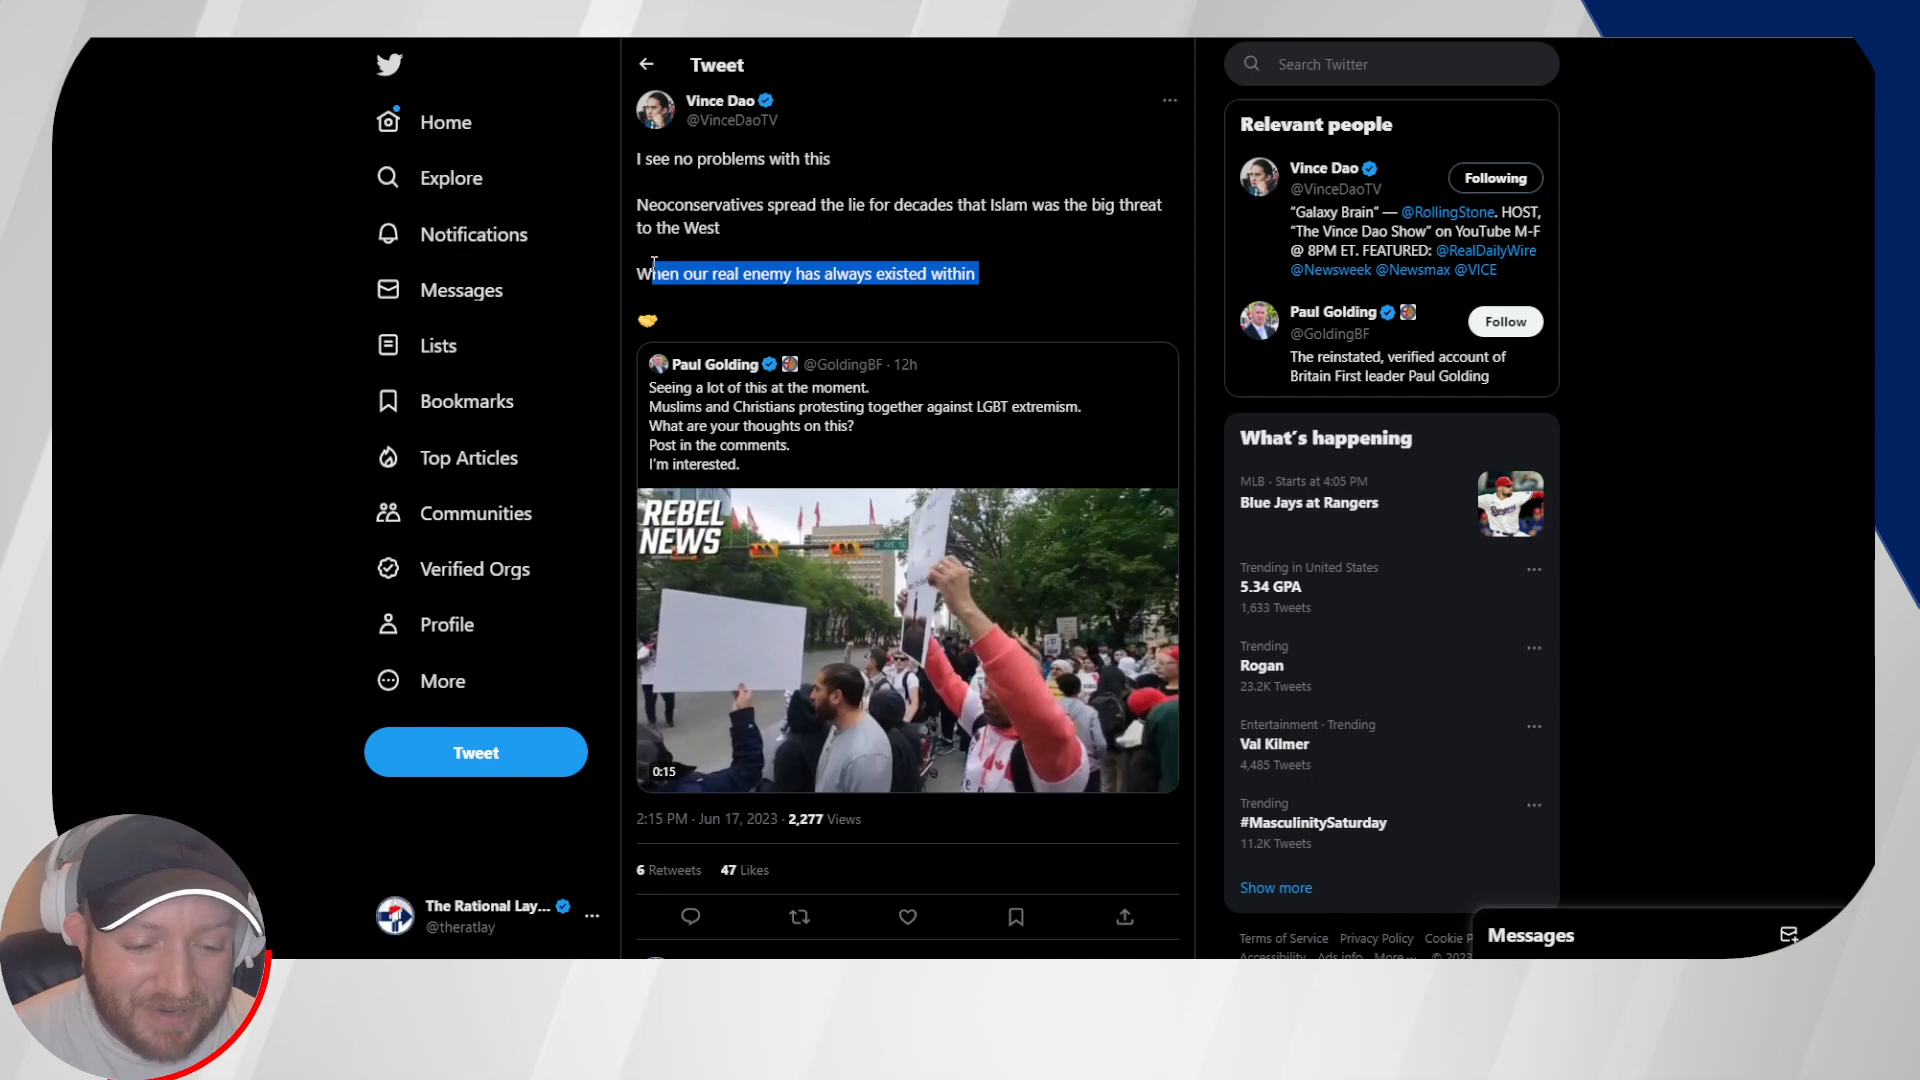 Home
Explore
Notifications
Messages
Lists
Bookmarks
Top Articles
Communities
Verified Orgs
Profile
More
Tweet
The Rational Lay...
@theratlay
Tweet
Vince Dao
@VinceDaoTV
I see no problems with this
Neoconservatives spread the lie for decades that Islam was the big threat
to the West
When our real enemy has always existed within
Paul Golding @GoldingBF · 12h
Seeing a lot of this at the moment.
Muslims and Christians protesting together against LGBT extremism.
What are your thoughts on this?
Post in the comments.
I'm interested.
REBEL
NEWS
0:15
2:15 PM · Jun 17, 2023 · 2,277 Views
6 Retweets 47 Likes
Search Twitter
Relevant people
Vince Dao
@VinceDaoTV
Following
"Galaxy Brain" — @RollingStone. HOST,
"The Vince Dao Show" on YouTube M-F
@ 8PM ET. FEATURED: @RealDailyWire
@Newsweek @Newsmax @VICE
Paul Golding
@GoldingBF
Follow
The reinstated, verified account of
Britain First leader Paul Golding
What's happening
MLB · Starts at 4:05 PM
Blue Jays at Rangers
Trending in United States
5.34 GPA
1,633 Tweets
Trending
Rogan
23.2K Tweets
Entertainment · Trending
Val Kilmer
4,485 Tweets
Trending
#MasculinitySaturday
11.2K Tweets
Show more
Terms of Service Privacy Policy Cookie P
Accessibility Ads info More ... © 2023
Messages